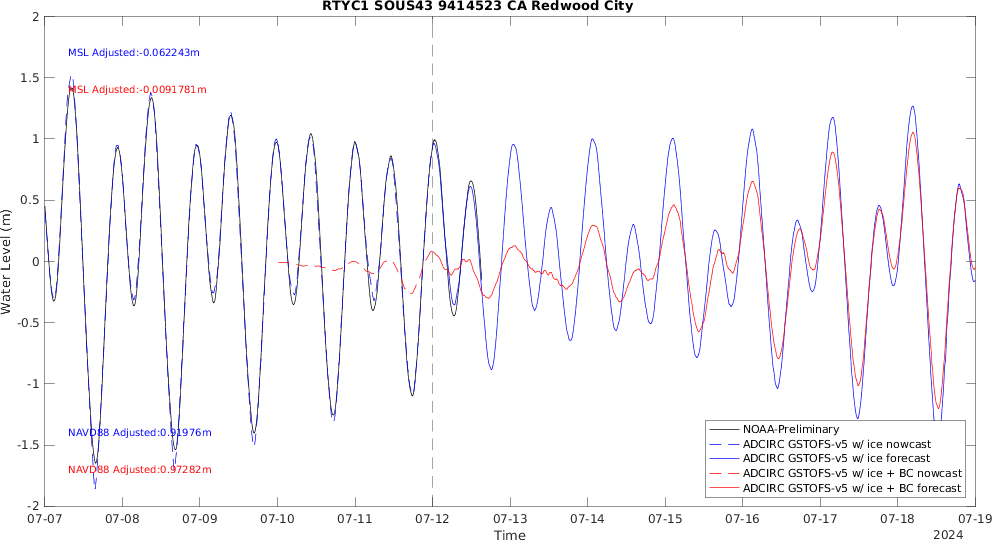 RTYC1 SOUS43 9414523 CA Redwood City
2
1.5
1
0.5
0
-0.5
-1
-1.5
-2
Water Level (m)
MSL Adjusted:-0.062243m
MSL Adjusted:-0.0091781m
NAVD88 Adjusted:0.91976m
NAVD88 Adjusted:0.97282m
NOAA-Preliminary
ADCIRC GSTOFS-v5 w/ ice nowcast
ADCIRC GSTOFS-v5 w/ ice forecast
ADCIRC GSTOFS-v5 w/ ice + BC nowcast
ADCIRC GSTOFS-v5 w/ ice + BC forecast
07-07 07-08 07-09 07-10 07-11 07-12 07-13 07-14 07-15 07-16 07-17 07-18 07-19
Time
2024